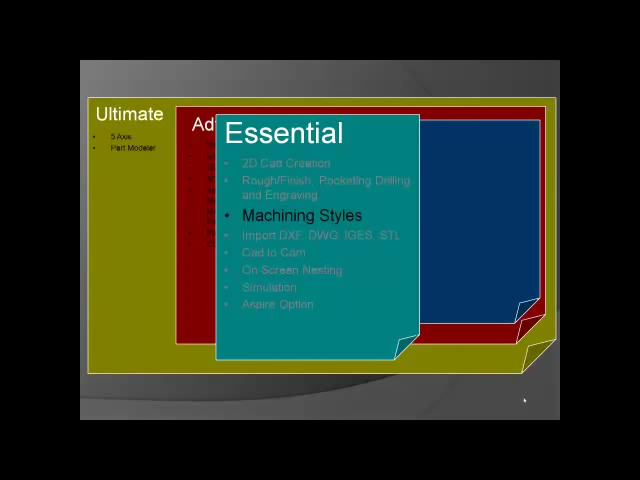 Ultimate
5 Axis
Part Modeler
Ad
Essential
2D Cad Creation
Rough/Finish, Pocketing Drilling
and Engraving
Machining Styles
Import DXF, DWG, IGES, STL
Cad to Cam
On Screen Nesting
Simulation
Aspire Option